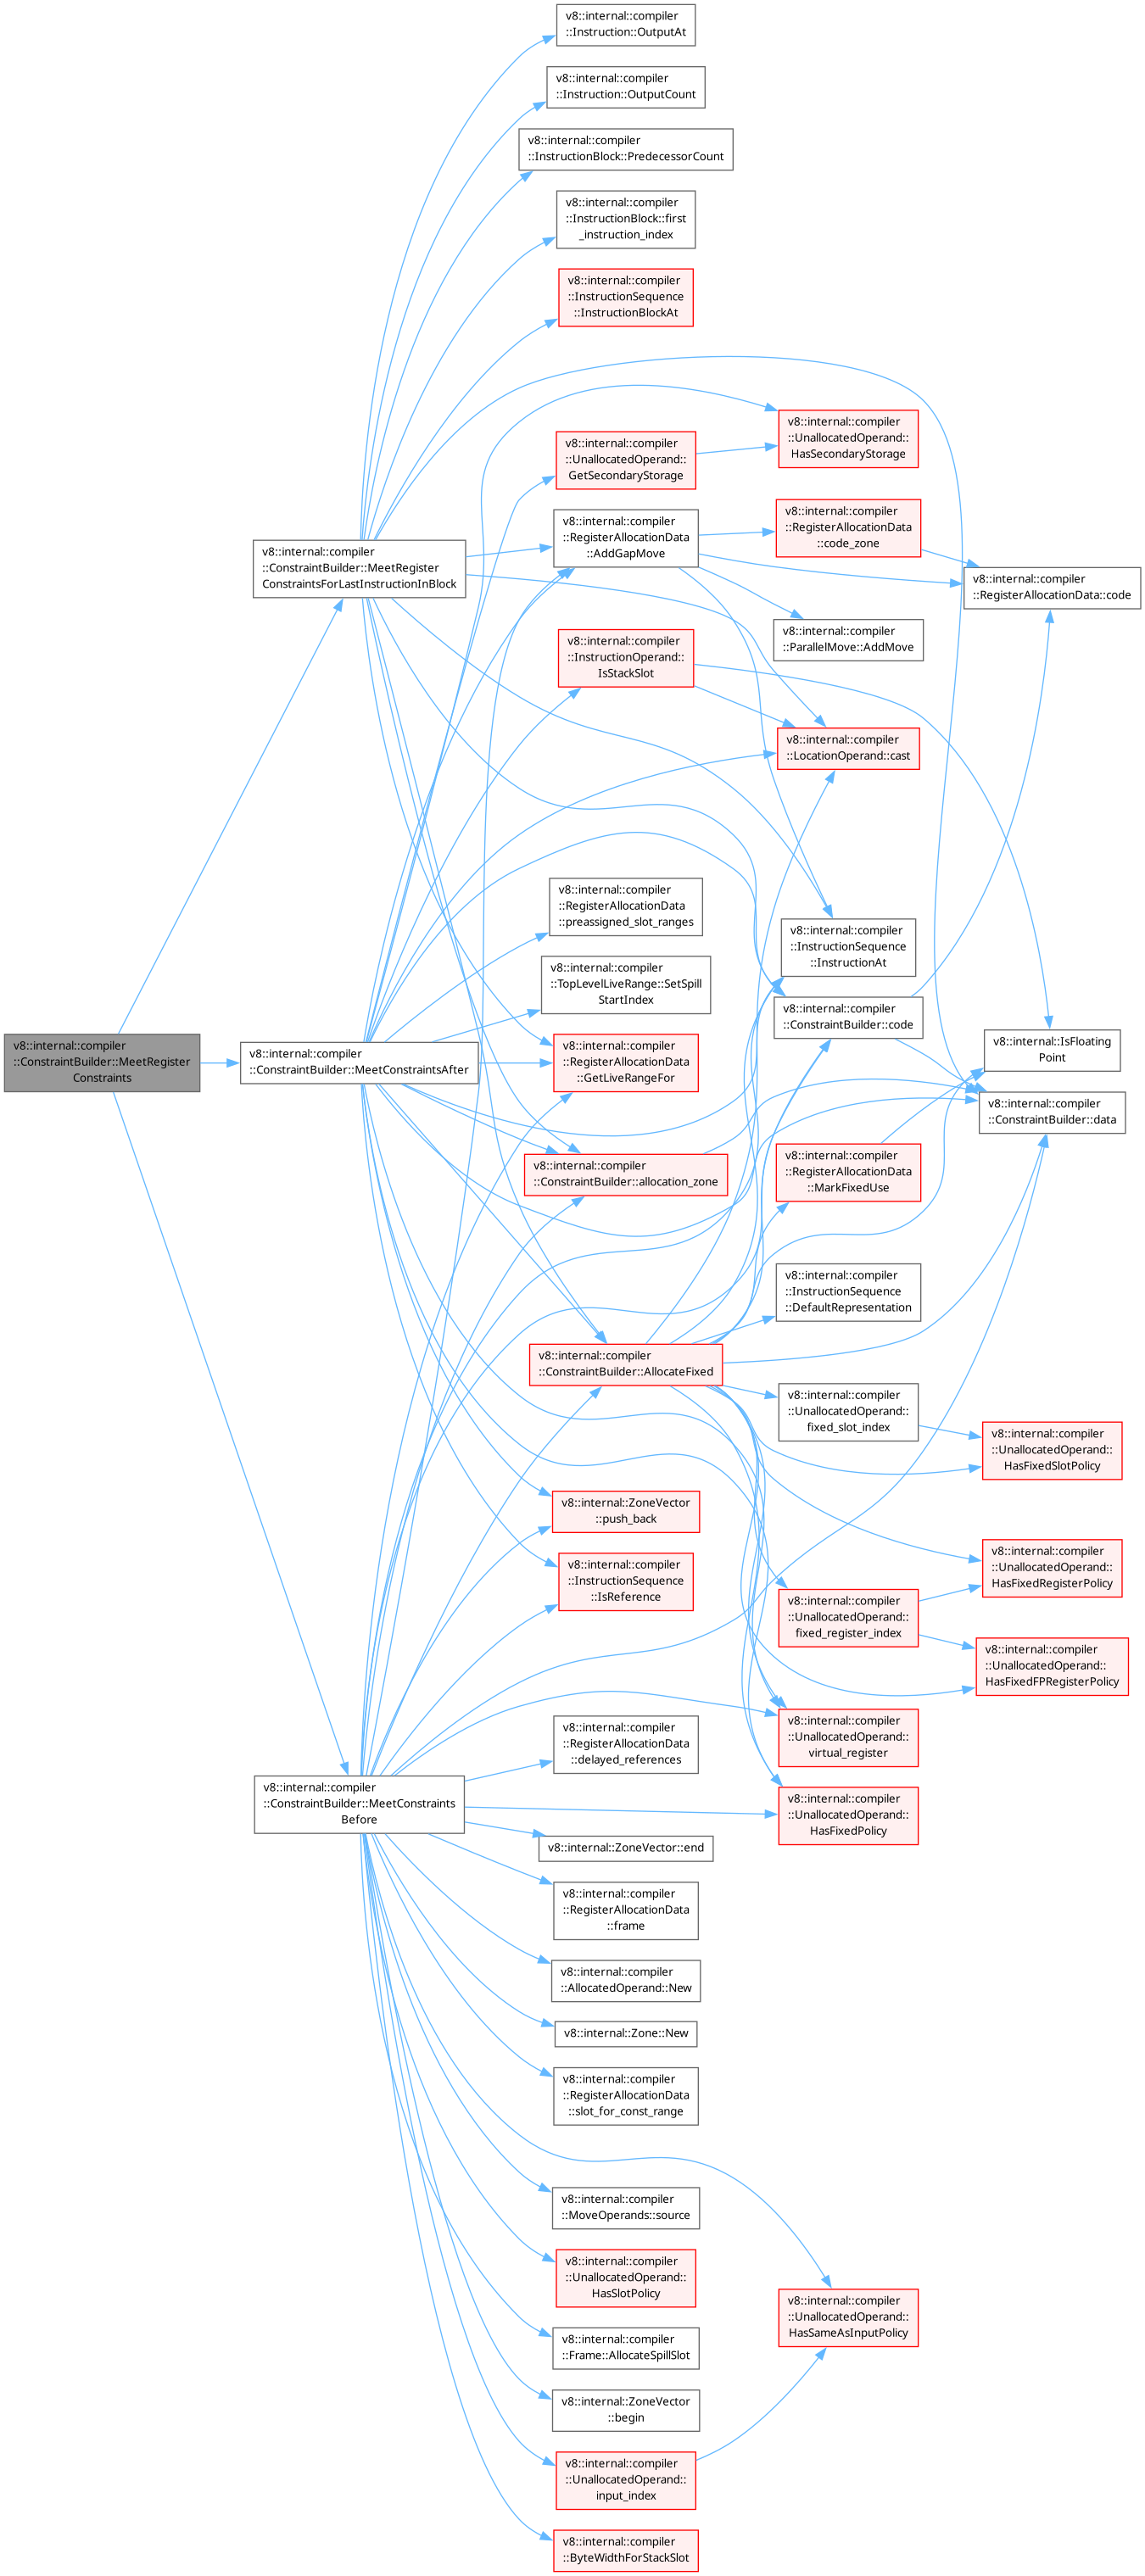 v8::internal::compiler
::Instruction::OutputAt
v8::internal::compiler
::Instruction::OutputCount
v8::internal::compiler
::InstructionBlock::PredecessorCount
v8::internal::compiler
::InstructionBlock::first
_instruction_index
v8::internal::compiler
::InstructionSequence
::InstructionBlockAt
v8::internal::compiler
::UnallocatedOperand::
HasSecondaryStorage
v8::internal::compiler
::UnallocatedOperand::
GetSecondaryStorage
v8::internal::compiler
::RegisterAllocationData
::code_zone
v8::internal::compiler
::RegisterAllocationData
::AddGapMove
v8::internal::compiler
::ConstraintBuilder::MeetRegister
ConstraintsForLastInstructionInBlock
v8::internal::compiler
::RegisterAllocationData::code
v8::internal::compiler
::ParallelMove::AddMove
v8::internal::compiler
::InstructionOperand::
IsStackSlot
v8::internal::compiler
::LocationOperand::cast
v8::internal::compiler
::RegisterAllocationData
::preassigned_slot_ranges
v8::internal::compiler
::InstructionSequence
::InstructionAt
v8::internal::compiler
::TopLevelLiveRange::SetSpill
StartIndex
v8::internal::compiler
::ConstraintBuilder::code
v8::internal::compiler
::ConstraintBuilder::MeetRegister
Constraints
v8::internal::compiler
::ConstraintBuilder::MeetConstraintsAfter
v8::internal::compiler
::RegisterAllocationData
::GetLiveRangeFor
v8::internal::IsFloating
Point
v8::internal::compiler
::ConstraintBuilder::data
v8::internal::compiler
::ConstraintBuilder::allocation_zone
v8::internal::compiler
::RegisterAllocationData
::MarkFixedUse
v8::internal::compiler
::InstructionSequence
::DefaultRepresentation
v8::internal::compiler
::ConstraintBuilder::AllocateFixed
v8::internal::compiler
::UnallocatedOperand::
fixed_slot_index
v8::internal::compiler
::UnallocatedOperand::
HasFixedSlotPolicy
v8::internal::ZoneVector
::push_back
v8::internal::compiler
::InstructionSequence
::IsReference
v8::internal::compiler
::UnallocatedOperand::
HasFixedRegisterPolicy
v8::internal::compiler
::UnallocatedOperand::
fixed_register_index
v8::internal::compiler
::UnallocatedOperand::
HasFixedFPRegisterPolicy
v8::internal::compiler
::RegisterAllocationData
::delayed_references
v8::internal::compiler
::UnallocatedOperand::
virtual_register
v8::internal::compiler
::ConstraintBuilder::MeetConstraints
Before
v8::internal::compiler
::UnallocatedOperand::
HasFixedPolicy
v8::internal::ZoneVector::end
v8::internal::compiler
::RegisterAllocationData
::frame
v8::internal::compiler
::AllocatedOperand::New
v8::internal::Zone::New
v8::internal::compiler
::RegisterAllocationData
::slot_for_const_range
v8::internal::compiler
::MoveOperands::source
v8::internal::compiler
::UnallocatedOperand::
HasSlotPolicy
v8::internal::compiler
::UnallocatedOperand::
HasSameAsInputPolicy
v8::internal::compiler
::Frame::AllocateSpillSlot
v8::internal::ZoneVector
::begin
v8::internal::compiler
::UnallocatedOperand::
input_index
v8::internal::compiler
::ByteWidthForStackSlot